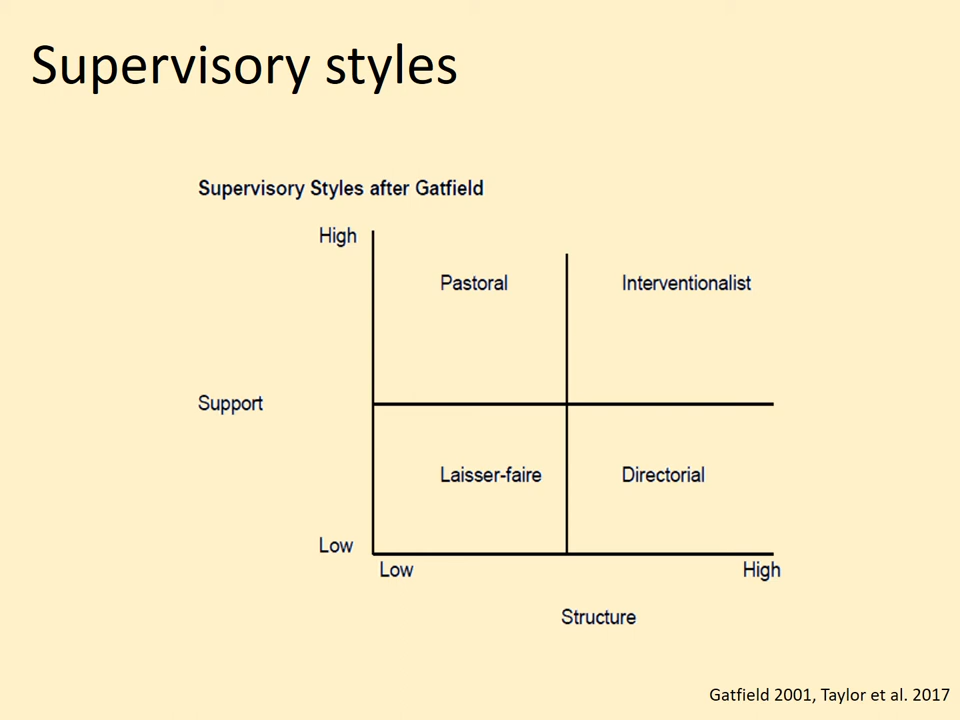 Supervisory styles
Supervisory Styles after Gatfield
High
Pastoral Interventionalist
Support
Laisser-faire Directorial
Low
Low High
Structure
Gatfield 2001, Taylor et al. 2017